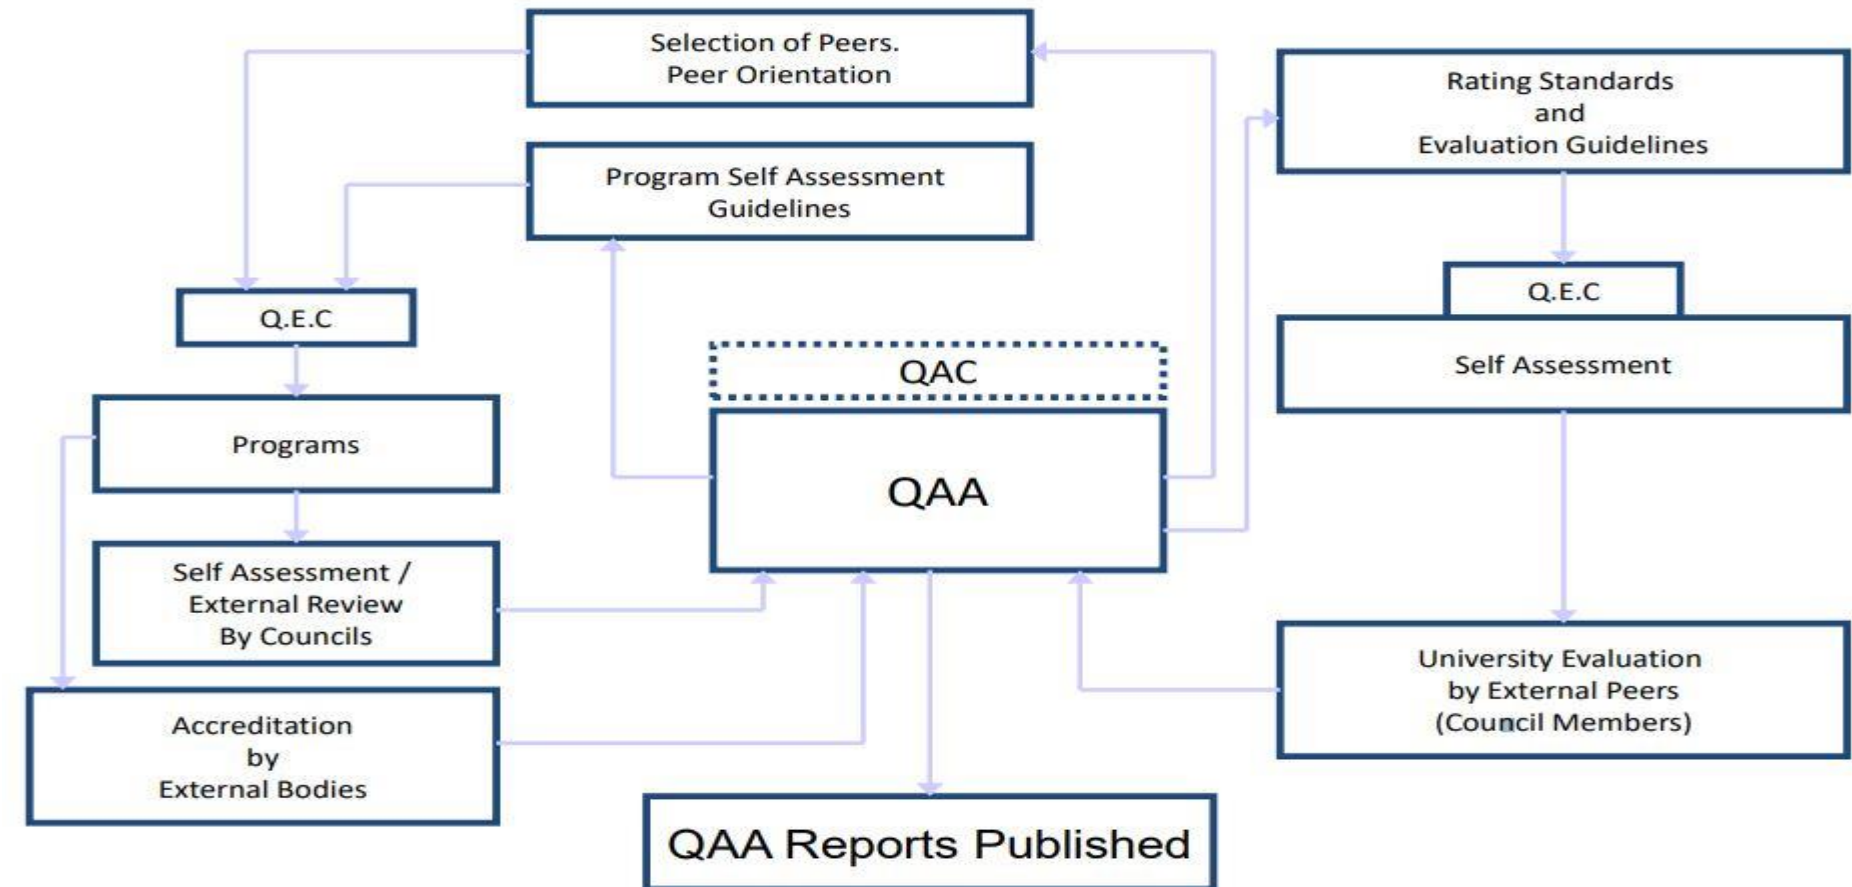 Selection of Peers.
Peer Orientation
Rating Standards
and
Evaluation Guidelines
Program Self Assessment
Guidelines
Q.E.C
Q.E.C
QAC
Self Assessment
Programs
QAA
Self Assessment /
External Review
By Councils
University Evaluation
by External Peers
(Council Members)
Accreditation
by
External Bodies
QAA Reports Published